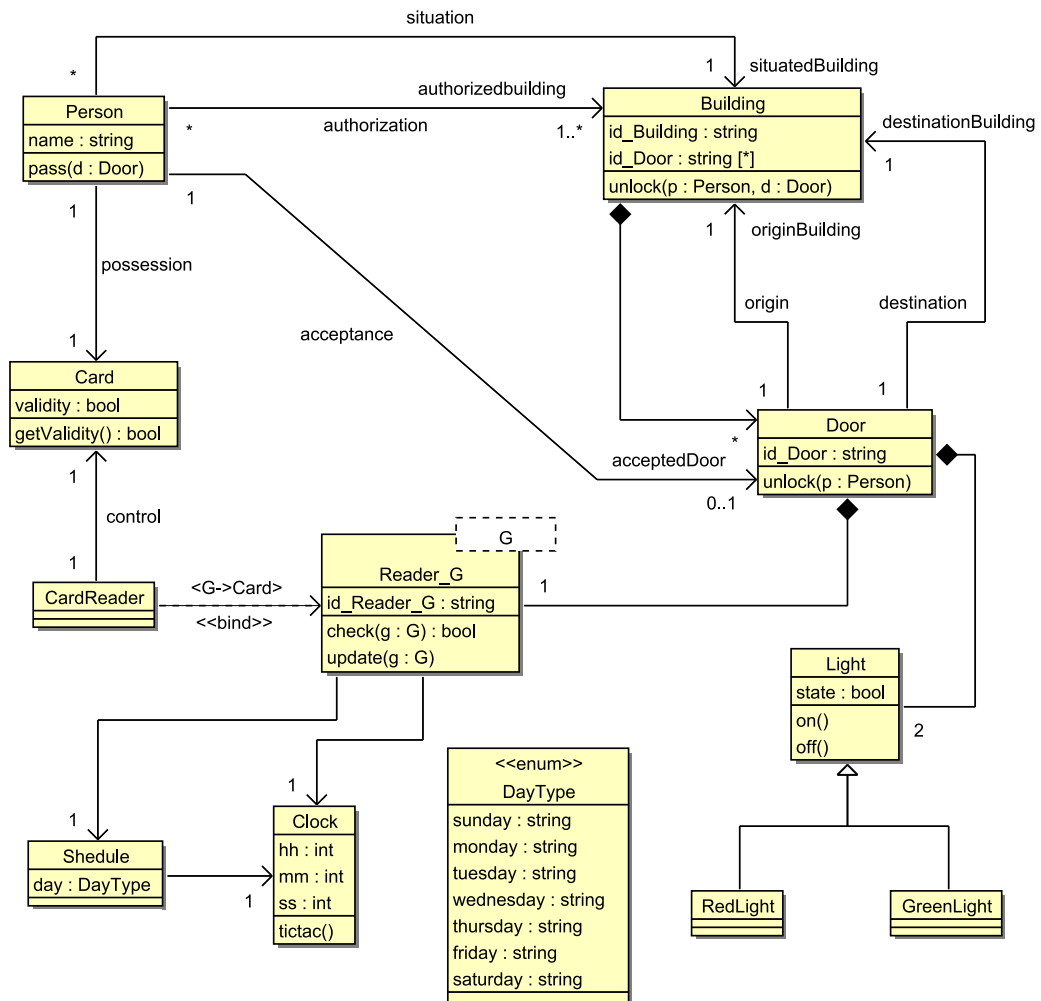 situation
*
1
situatedBuilding
Person
name : string
pass(d : Door)
authorizedbuilding
*
authorization
1..*
Building
id_Building : string
id_Door : string [*]
unlock(p : Person, d : Door)
destinationBuilding
1
1
1
1
originBuilding
possession
origin
destination
acceptance
1
1
1
Card
validity : bool
getValidity() : bool
*
Door
id_Door : string
unlock(p : Person)
acceptedDoor
0..1
1
control
1
G
<G->Card>
<<bind>>
CardReader
Reader_G
id_Reader_G : string
check(g : G) : bool
update(g : G)
1
Light
state : bool
on()
off()
2
<<enum>>
DayType
sunday : string
monday : string
tuesday : string
wednesday : string
thursday : string
friday : string
saturday : string
1
1
Clock
hh : int
mm : int
ss : int
tictac()
Shedule
day : DayType
1
RedLight
GreenLight